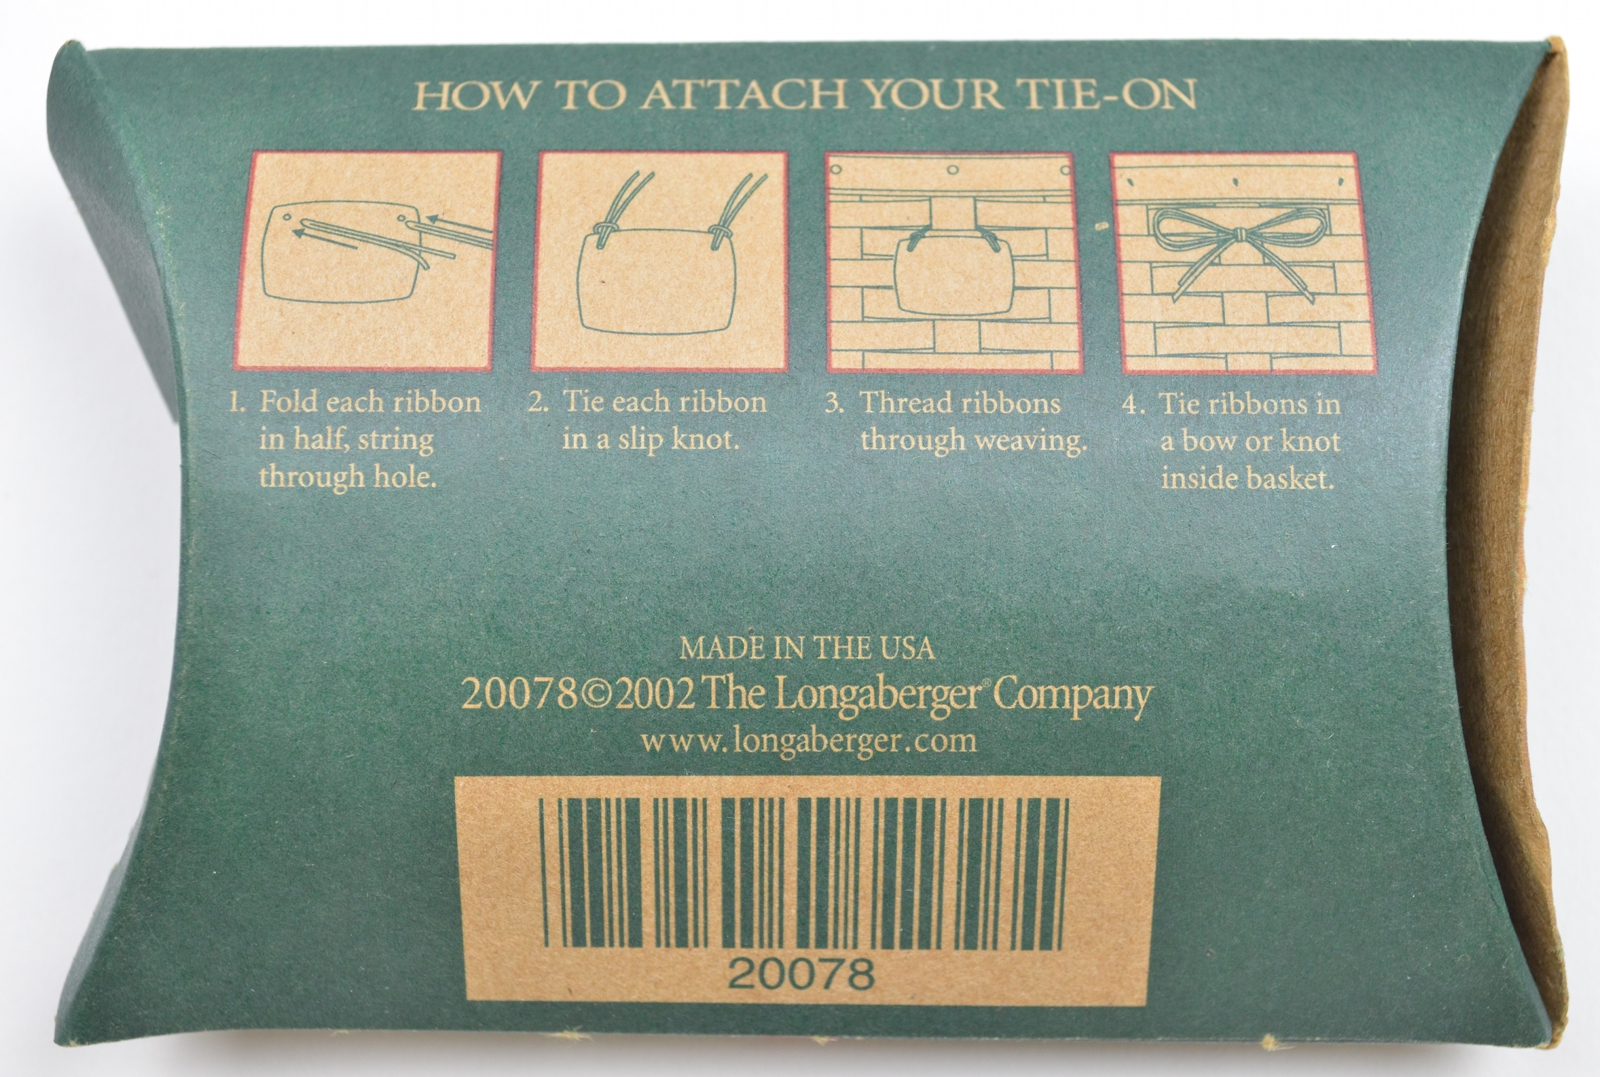 HOW TO ATTACH YOUR TIE-ON
1. Fold each ribbon
in half, string
through hole.
2. Tie each ribbon
in a slip knot.
3. Thread ribbons
through weaving.
4. Tie ribbons in
a bow or knot
inside basket.
MADE IN THE USA
20078©2002 The Longaberger® Company
www.longaberger.com
20078